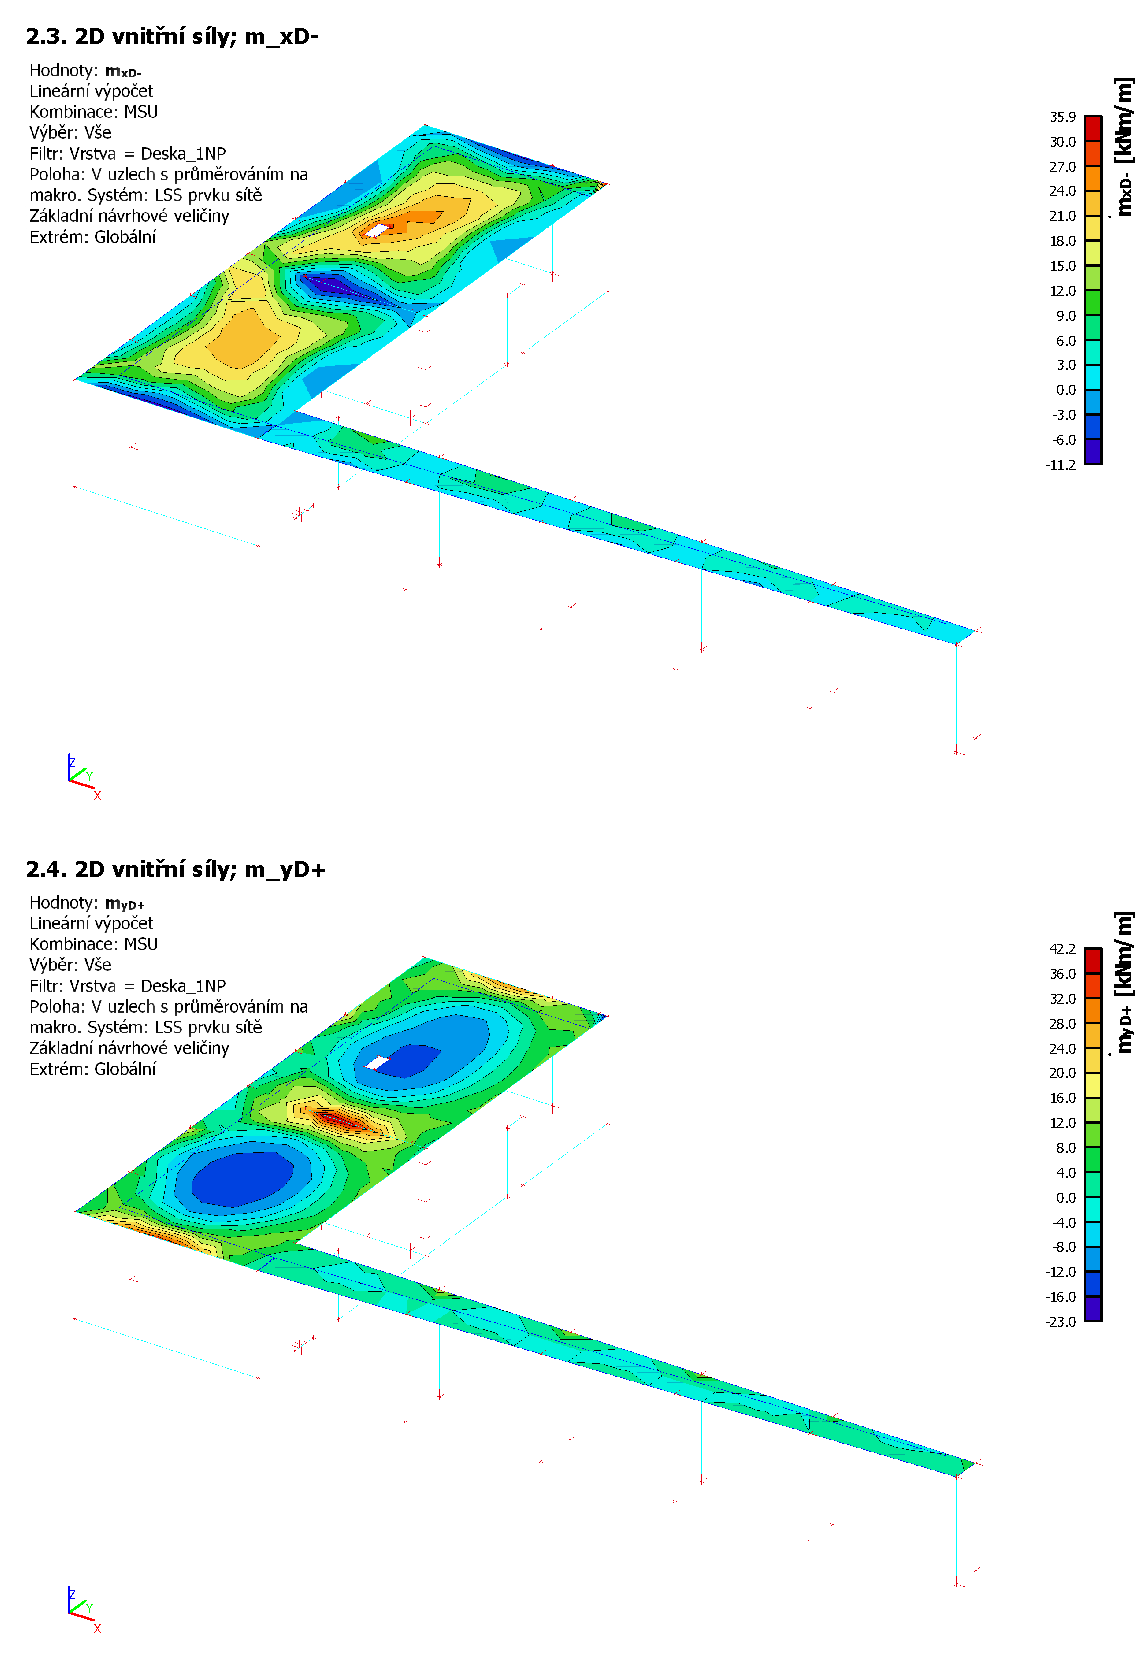 2.3. 2D vnitřní síly; m_xD-
Hodnoty: mxD-
Lineární výpočet
Kombinace: MSU
Výběr: Vše
Filtr: Vrstva = Deska_1NP
Poloha: V uzlech s průměrováním na
makro. Systém: LSS prvku sítě
Základní návrhové veličiny
Extrém: Globální
mxD- [kNm/m]
35.9
30.0
27.0
24.0
21.0
18.0
15.0
12.0
9.0
6.0
3.0
0.0
-3.0
-6.0
-11.2
Z
Y
X
2.4. 2D vnitřní síly; m_yD+
Hodnoty: myD+
Lineární výpočet
Kombinace: MSU
Výběr: Vše
Filtr: Vrstva = Deska_1NP
Poloha: V uzlech s průměrováním na
makro. Systém: LSS prvku sítě
Základní návrhové veličiny
Extrém: Globální
myD+ [kNm/m]
42.2
36.0
32.0
28.0
24.0
20.0
16.0
12.0
8.0
4.0
0.0
-4.0
-8.0
-12.0
-16.0
-23.0
Z
Y
X